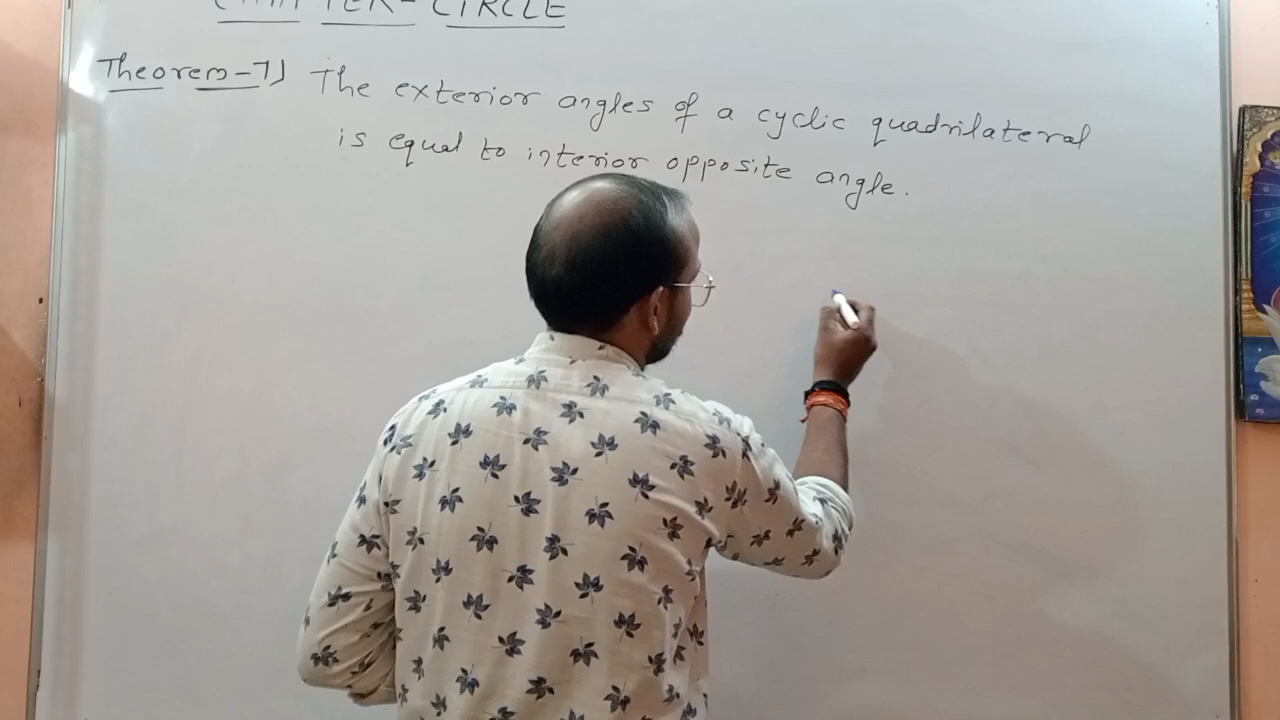 CHAPTER - CIRCLE
Theorem-7) The exterior angles of a cyclic quadrilateral
is equal to interior opposite angle.